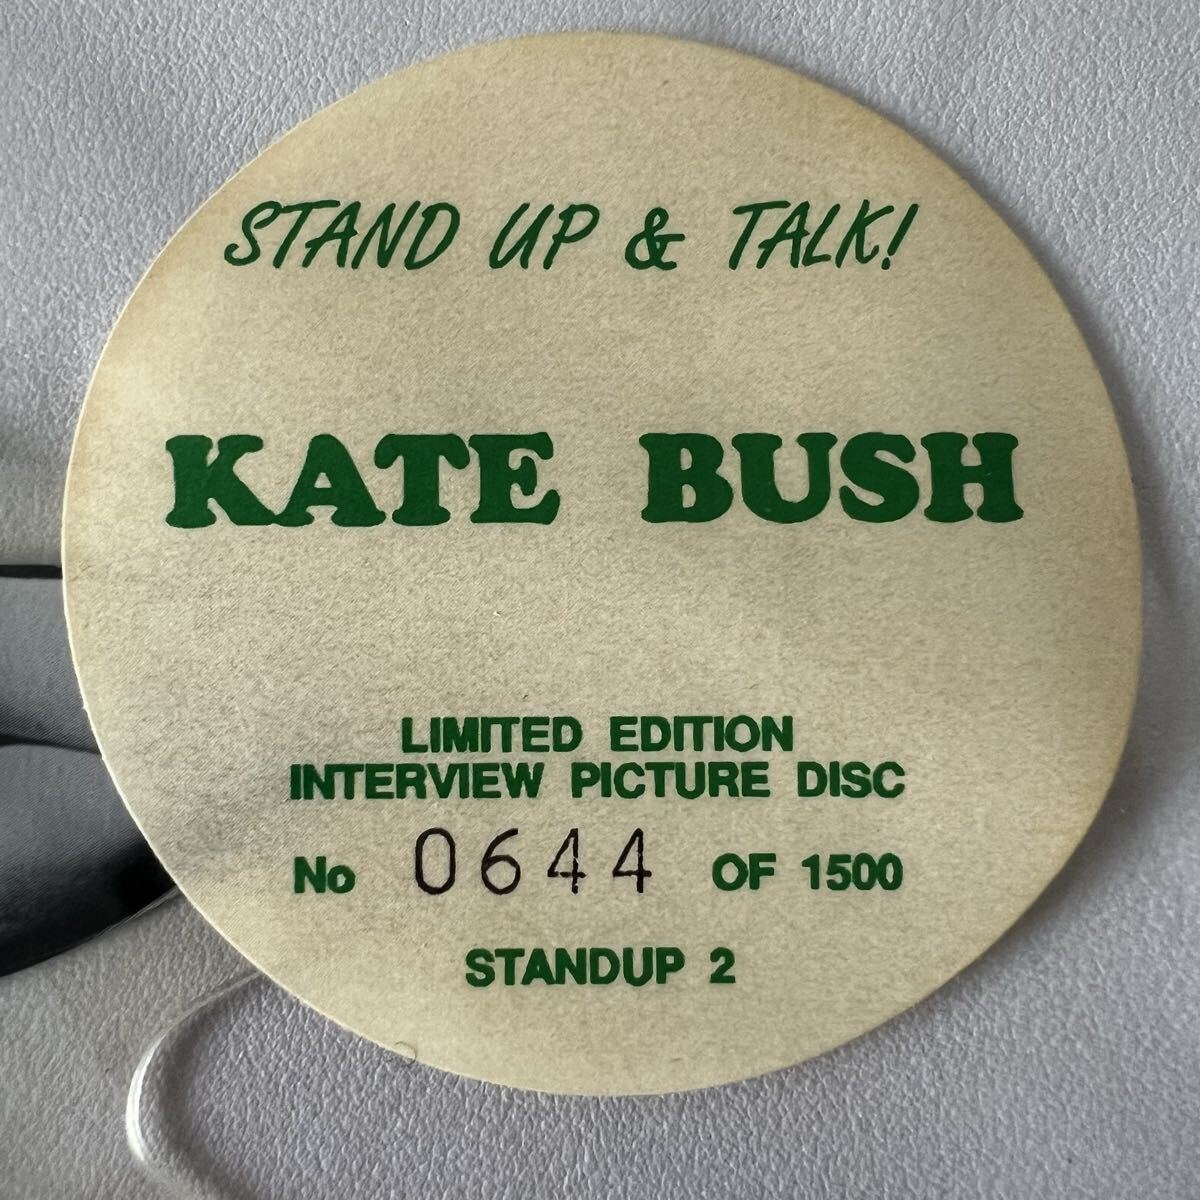 STAND UP & TALK!
KATE BUSH
LIMITED EDITION
INTERVIEW PICTURE DISC
No 0644 OF 1500
STANDUP 2